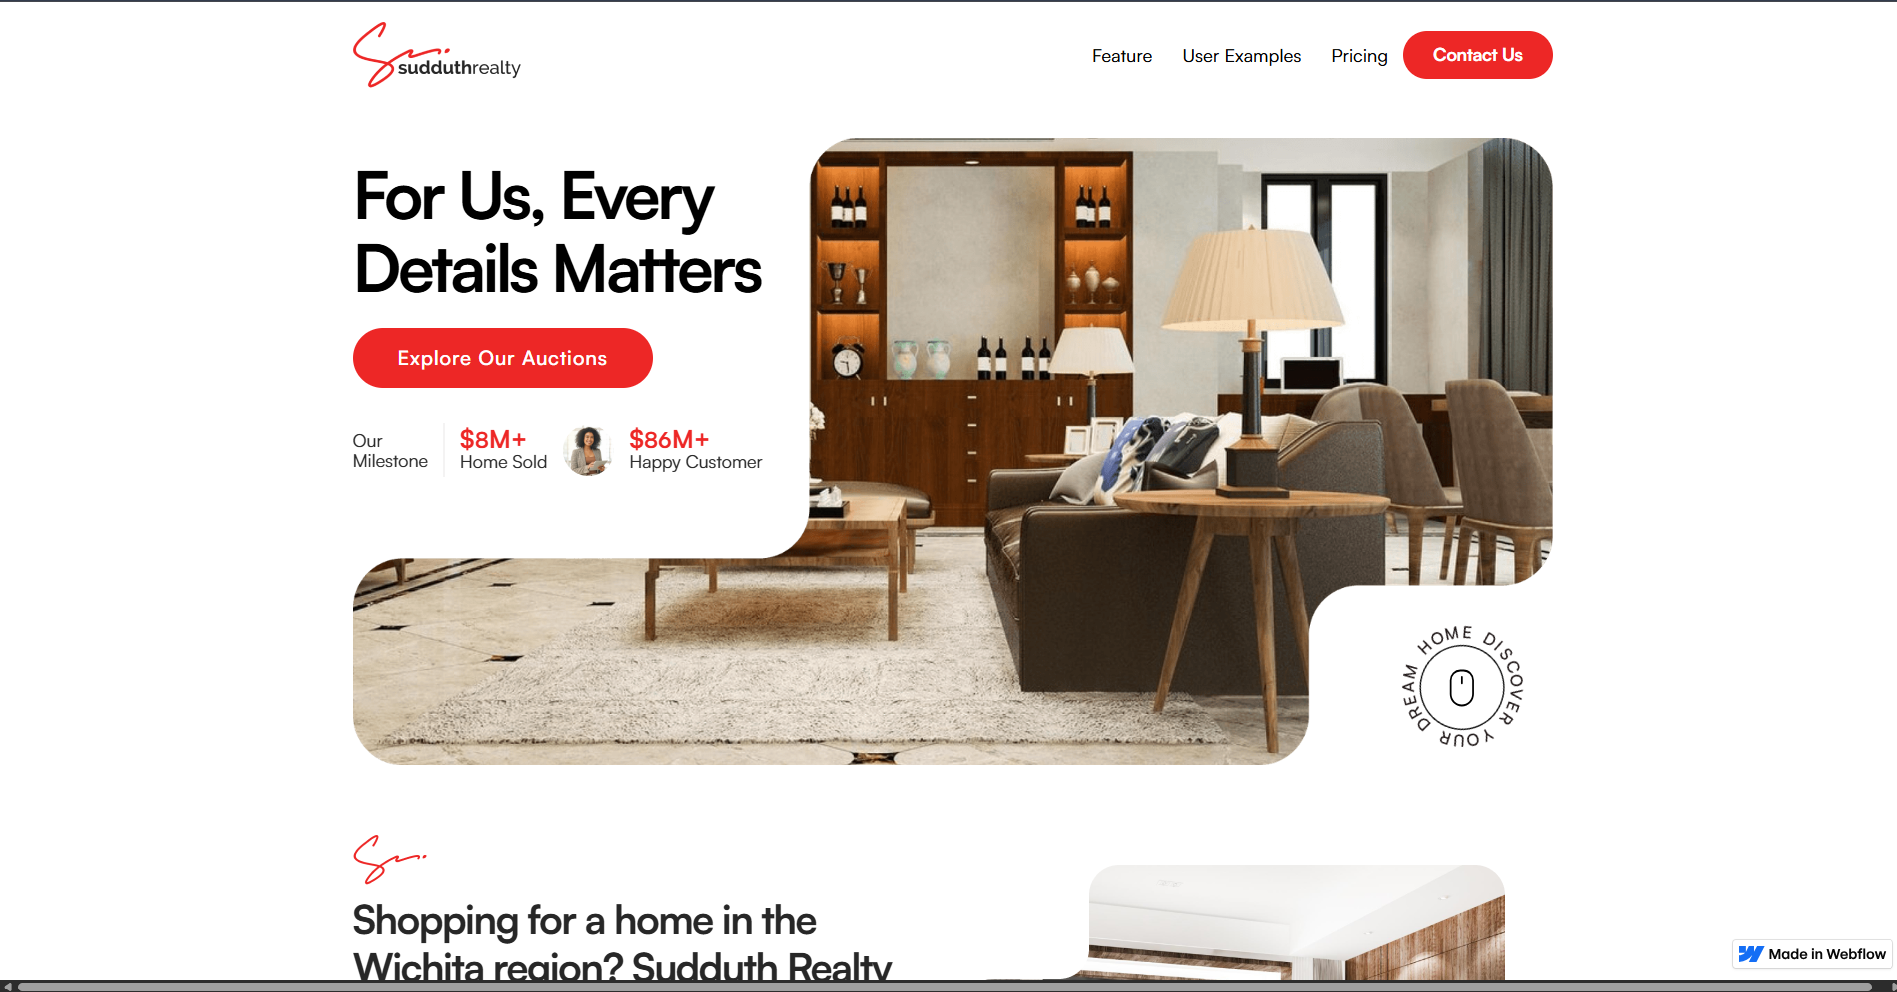 sudduthrealty
Feature
User Examples
Pricing
Contact Us
For Us, Every
Details Matters
Explore Our Auctions
Our
Milestone
$8M+
Home Sold
$86M+
Happy Customer
DISCOVER YOUR DREAM HOME
Shopping for a home in the
Wichita region? Sudduth Realty
Made in Webflow